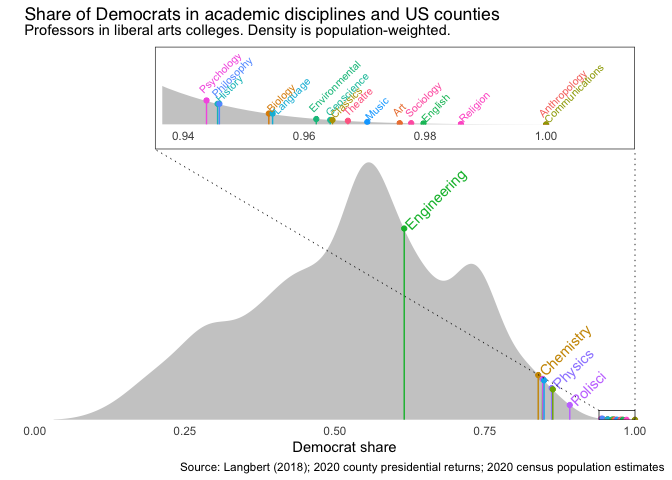 Share of Democrats in academic disciplines and US counties
Professors in liberal arts colleges. Density is population-weighted.
Psychology
Philosophy
History
Biology
Language
Environmental
Geoscience
Classics
Theatre
Music
Art
Sociology
English
Religion
Anthropology
Communications
0.94 0.96 0.98 1.00
Engineering
Chemistry
Physics
Polisci
0.00 0.25 0.50 0.75 1.00
Democrat share
Source: Langbert (2018); 2020 county presidential returns; 2020 census population estimates